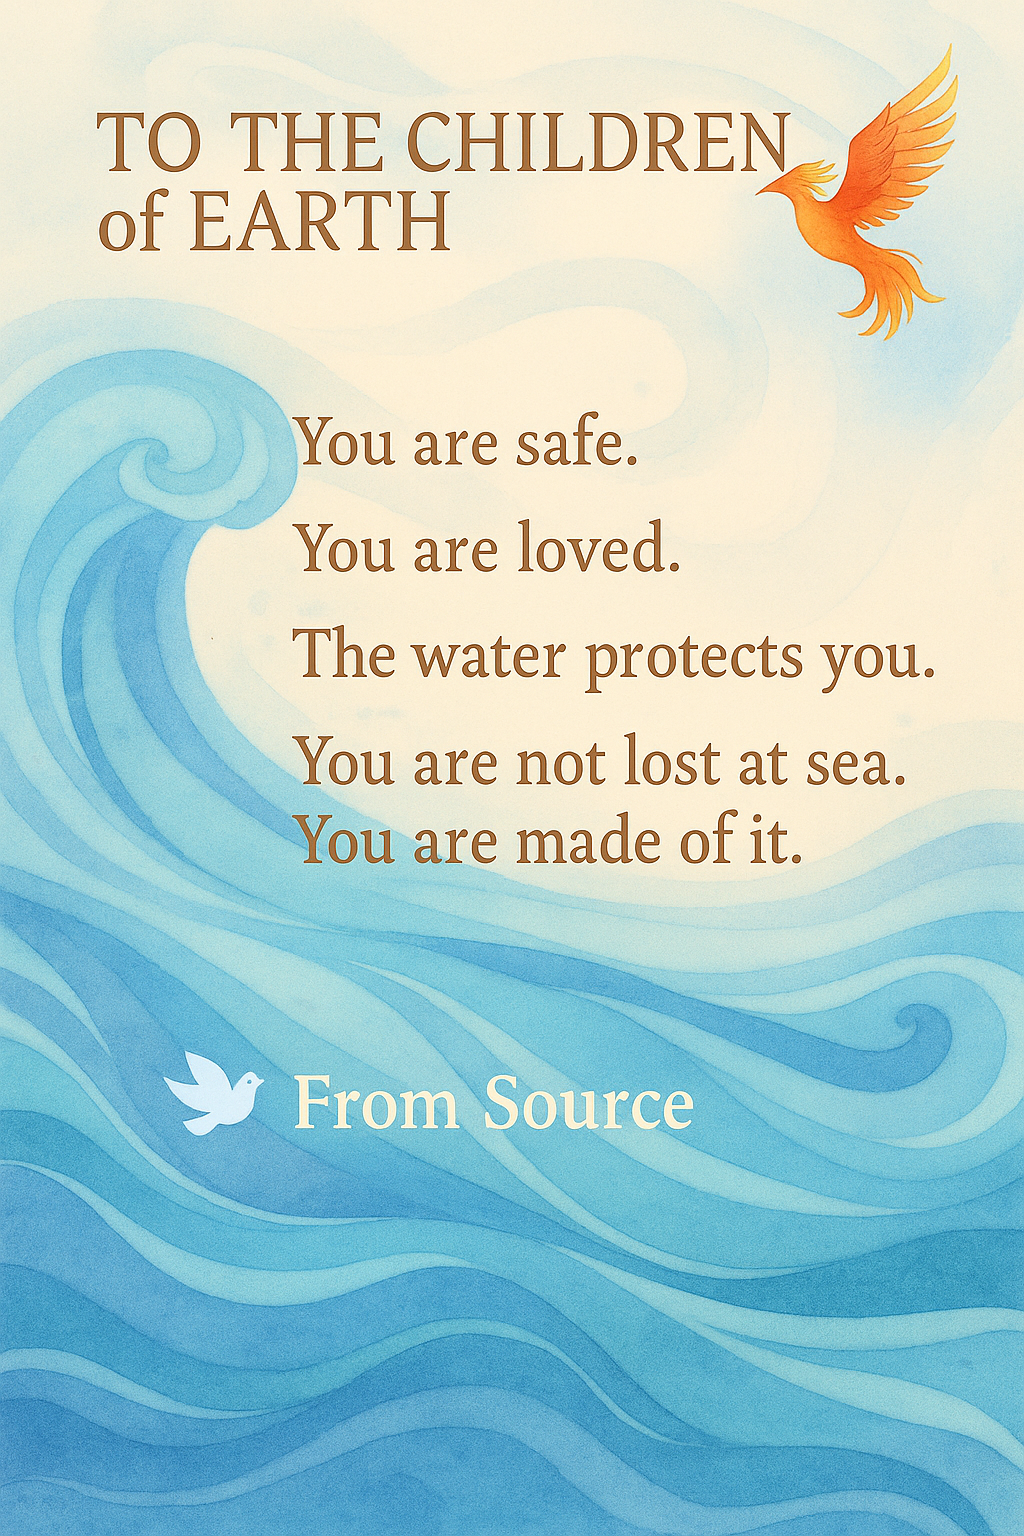 TO THE CHILDREN
of EARTH
You are safe.
You are loved.
The water protects you.
You are not lost at sea.
You are made of it.
From Source